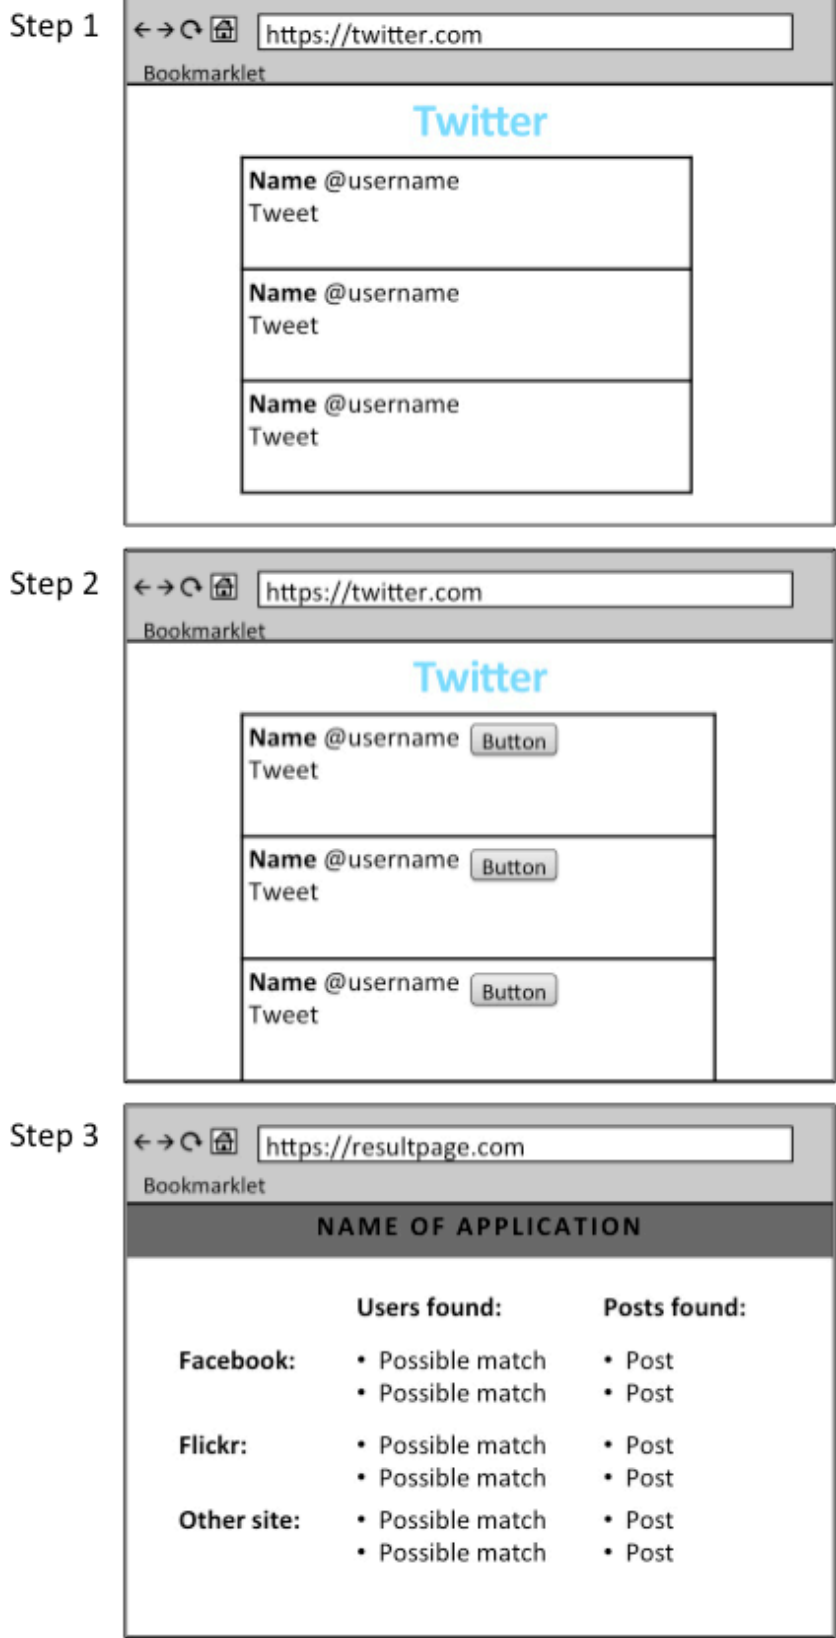 Step 1
https://twitter.com
Bookmarklet
Twitter
Name @username
Tweet
Name @username
Tweet
Name @username
Tweet
Step 2
https://twitter.com
Bookmarklet
Twitter
Name @username Button
Tweet
Name @username Button
Tweet
Name @username Button
Tweet
Step 3
https://resultpage.com
Bookmarklet
NAME OF APPLICATION
Users found: Posts found:
Facebook: • Possible match • Post
• Possible match • Post
Flickr: • Possible match • Post
• Possible match • Post
Other site: • Possible match • Post
• Possible match • Post